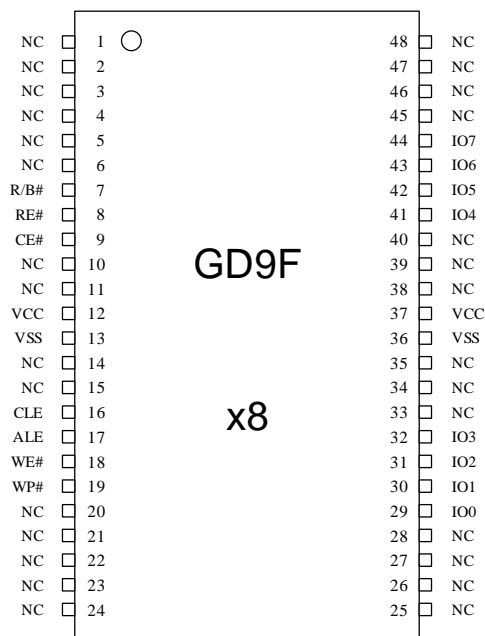 NC 1 48 NC
NC 2 47 NC
NC 3 46 NC
NC 4 45 NC
NC 5 44 IO7
NC 6 43 IO6
R/B# 7 42 IO5
RE# 8 41 IO4
CE# 9 40 NC
NC 10 39 NC
GD9F
NC 11 38 NC
VCC 12 37 VCC
VSS 13 36 VSS
NC 14 35 NC
NC 15 34 NC
CLE 16 33 NC
x8
ALE 17 32 IO3
WE# 18 31 IO2
WP# 19 30 IO1
NC 20 29 IO0
NC 21 28 NC
NC 22 27 NC
NC 23 26 NC
NC 24 25 NC